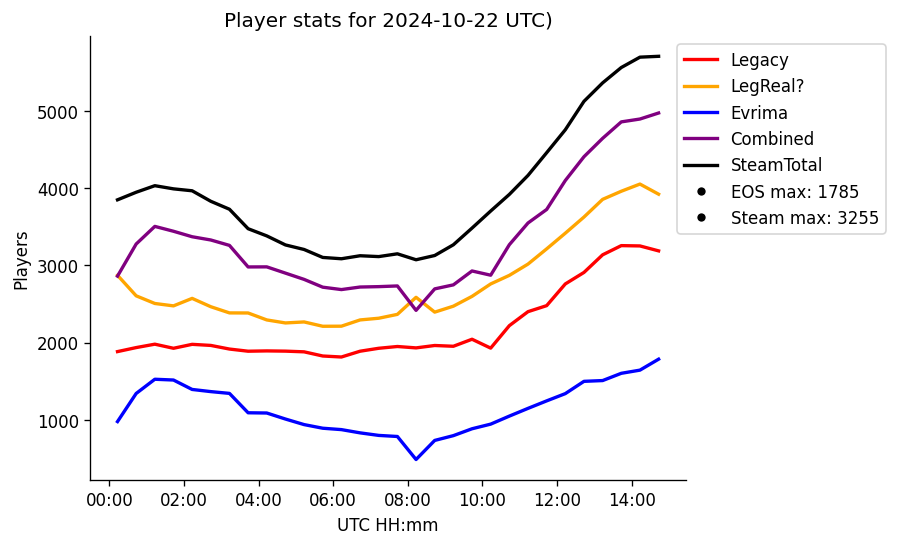 Player stats for 2024-10-22 UTC)
Players
5000
4000
3000
2000
1000
00:00 02:00 04:00 06:00 08:00 10:00 12:00 14:00
UTC HH:mm
Legacy
LegReal?
Evrima
Combined
SteamTotal
EOS max: 1785
Steam max: 3255